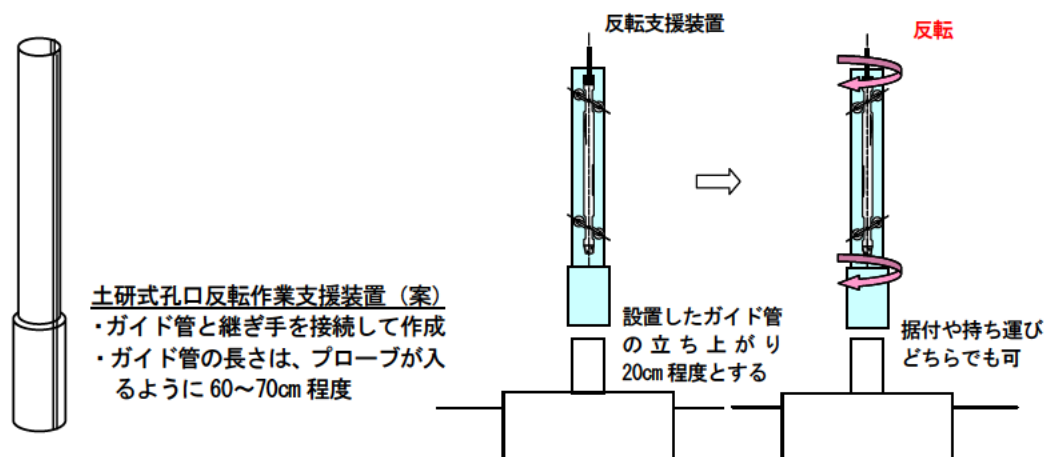 土研式孔口反転作業支援装置（案）
・ガイド管と継ぎ手を接続して作成
・ガイド管の長さは、プローブが入
るように 60～70cm 程度
反転支援装置
設置したガイド管
の立ち上がり
20cm 程度とする
反転
据付や持ち運び
どちらでも可